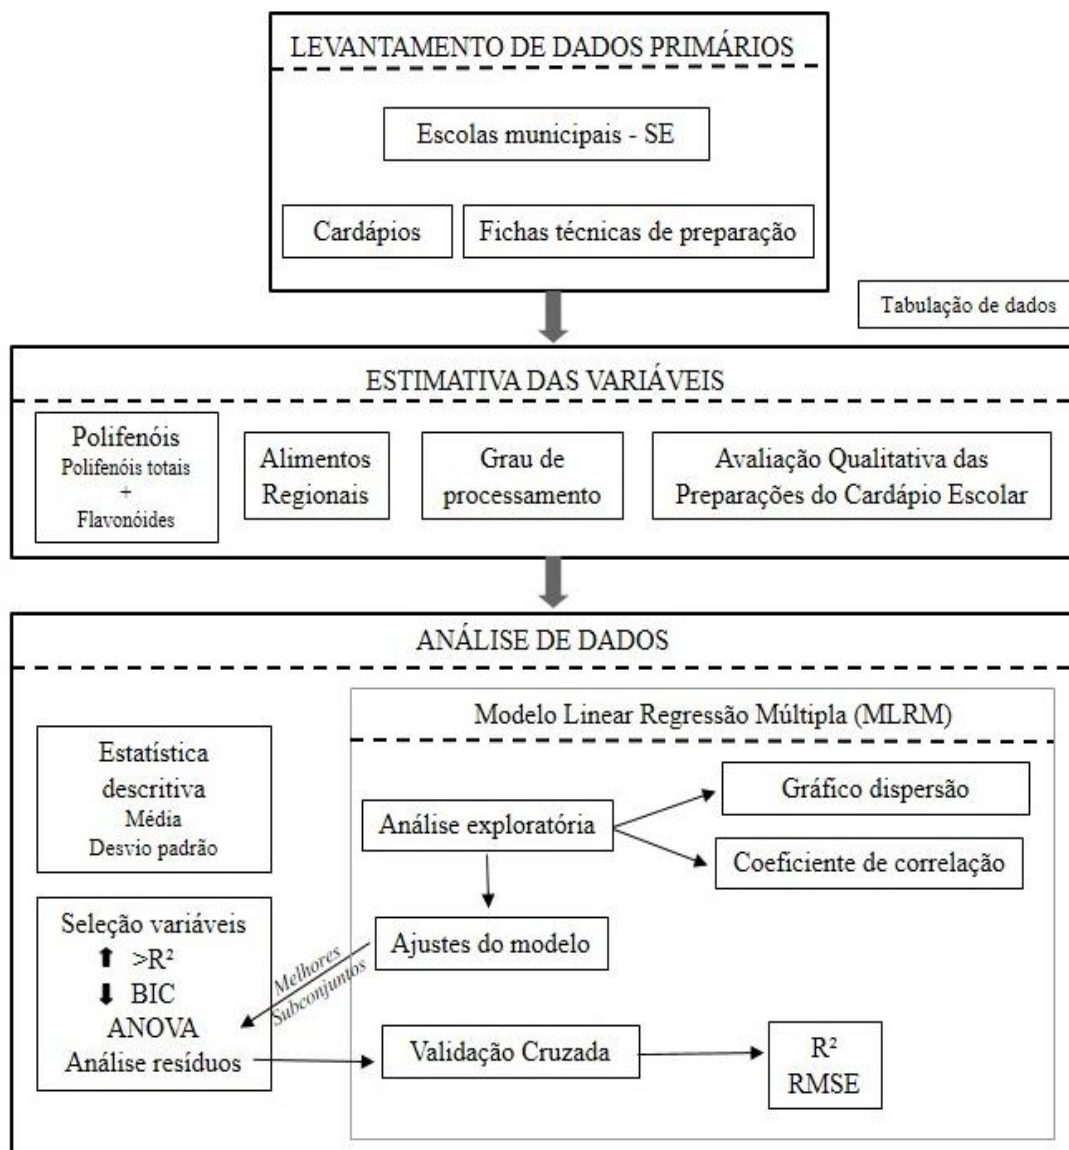 LEVANTAMENTO DE DADOS PRIMÁRIOS
Escolas municipais - SE
Cardápios
Fichas técnicas de preparação
Tabulação de dados
ESTIMATIVA DAS VARIÁVEIS
Polifenóis
Polifenóis totais
+
Flavonóides
Alimentos
Regionais
Grau de
processamento
Avaliação Qualitativa das
Preparações do Cardápio Escolar
ANÁLISE DE DADOS
Estatística
descritiva
Média
Desvio padrão
Modelo Linear Regressão Múltipla (MLRM)
Análise exploratória
Gráfico dispersão
Coeficiente de correlação
Ajustes do modelo
Melhores
Subconjuntos
Seleção variáveis
⬆ >R²
⬇ BIC
ANOVA
Análise resíduos
Validação Cruzada
R²
RMSE